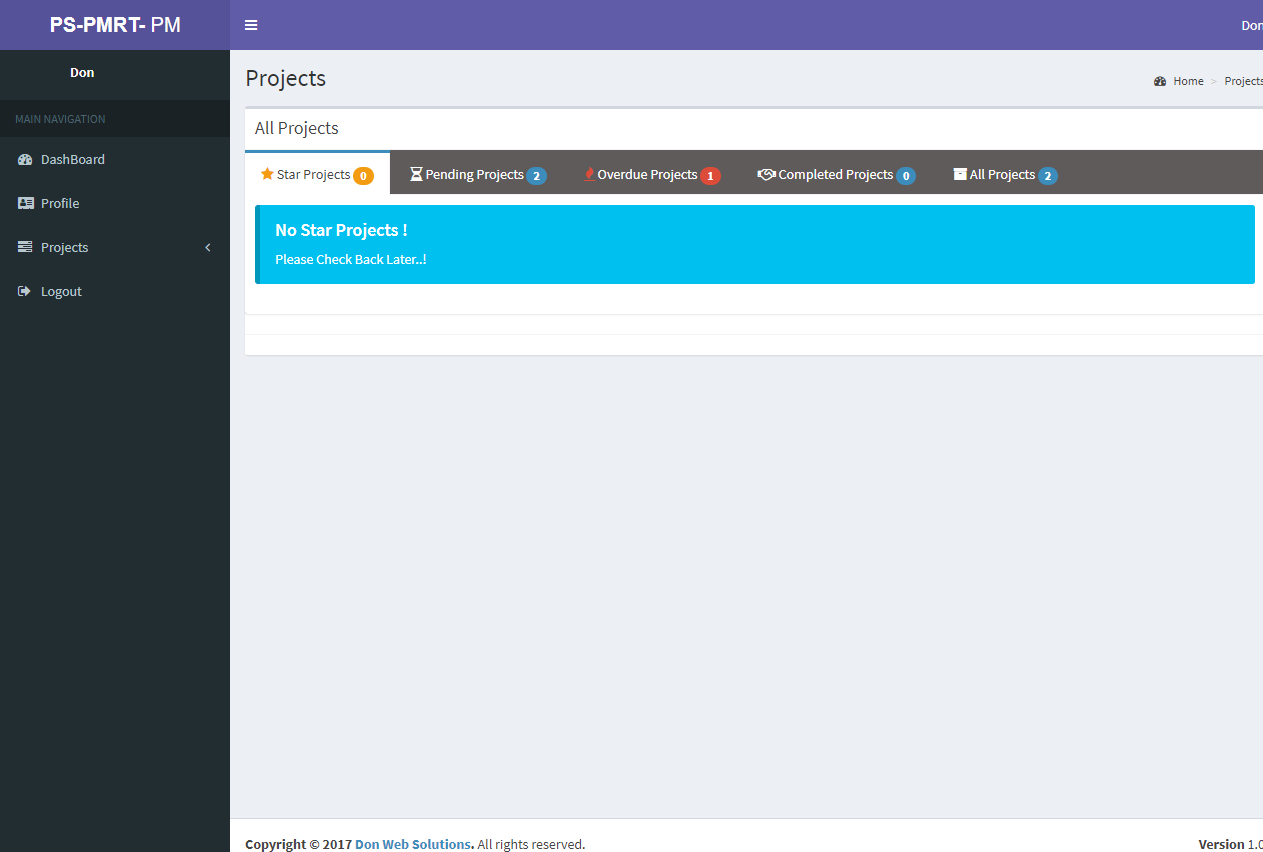 PS-PMRT- PM
Don
Don
MAIN NAVIGATION
DashBoard
Profile
Projects
Logout
Projects
Home > Projects
All Projects
Star Projects 0 Pending Projects 2 Overdue Projects 1 Completed Projects 0 All Projects 2
No Star Projects !
Please Check Back Later..!
Copyright © 2017 Don Web Solutions. All rights reserved.
Version 1.0